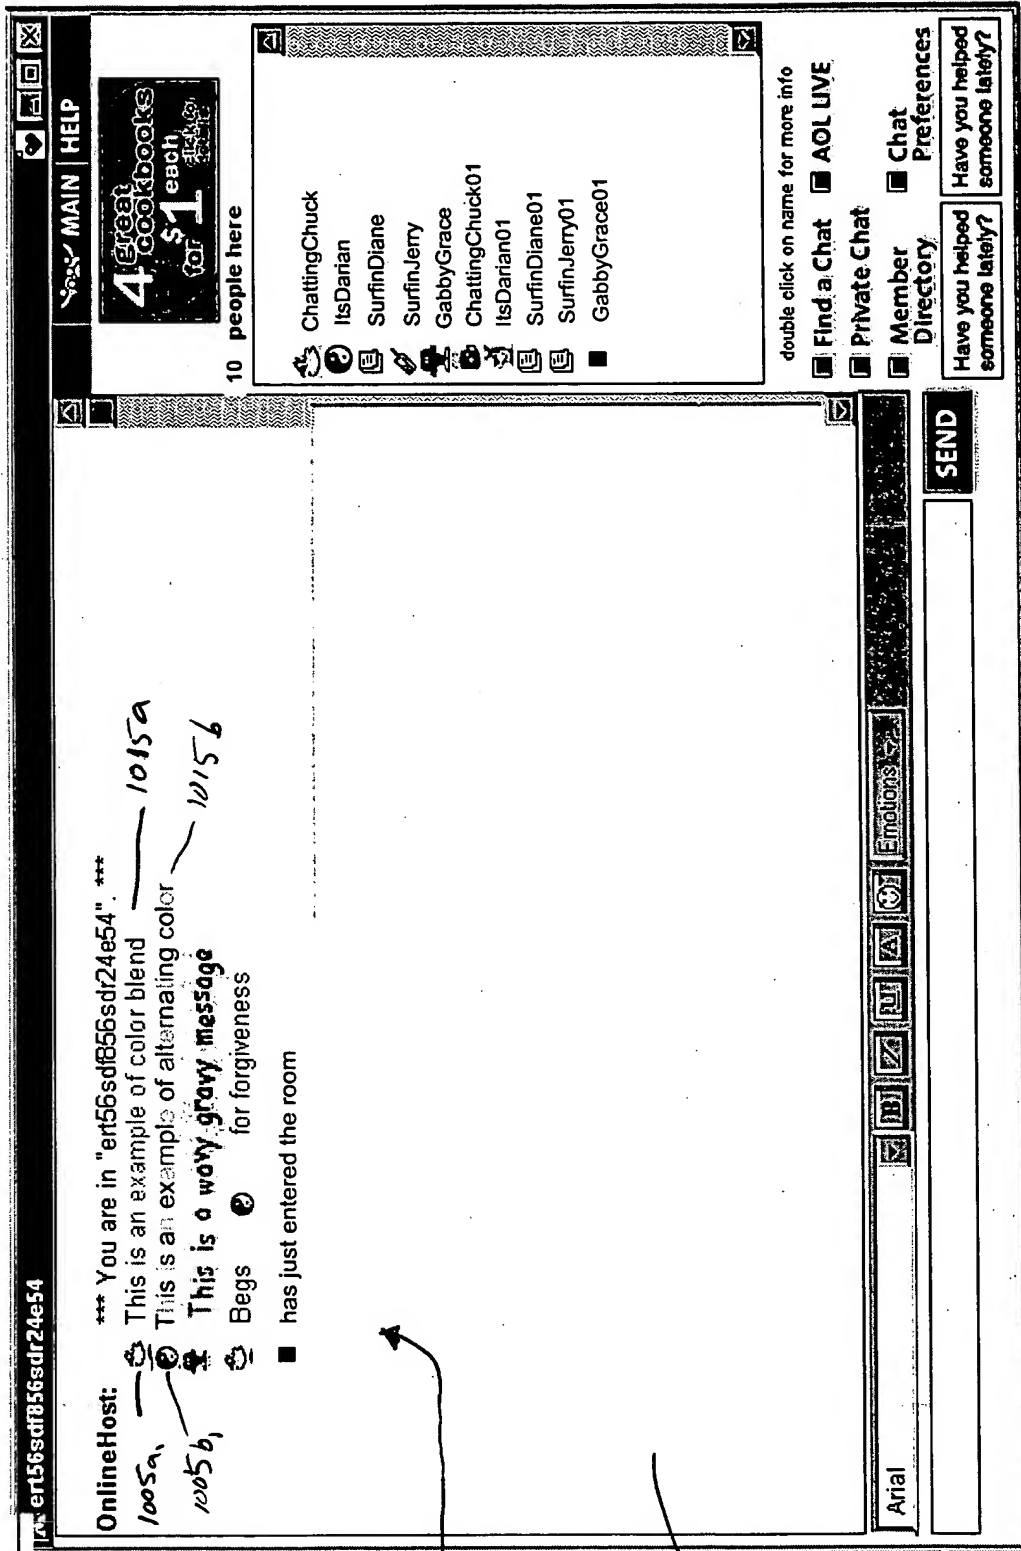 ert56sdf856sdr24e54
MAIN | HELP
OnlineHost: *** You are in "ert56sdf856sdr24e54". ***
This is an example of color blend
1015a
This is an example of alternating color
1015b
This is a wavy gravy message
Begs for forgiveness
has just entered the room
1005a,
1005b,
4 great cookbooks
for $1 each
click for
10 people here
ChattingChuck
ItsDarian
SurfinDiane
SurfinJerry
GabbyGrace
ChattingChuck01
ItsDarian01
SurfinDiane01
SurfinJerry01
GabbyGrace01
double click on name for more info
Find a Chat
AOL LIVE
Private Chat
Member Directory
Chat Preferences
Arial
B
I
U
A
Emotions
SEND
Have you helped someone lately?
Have you helped someone lately?